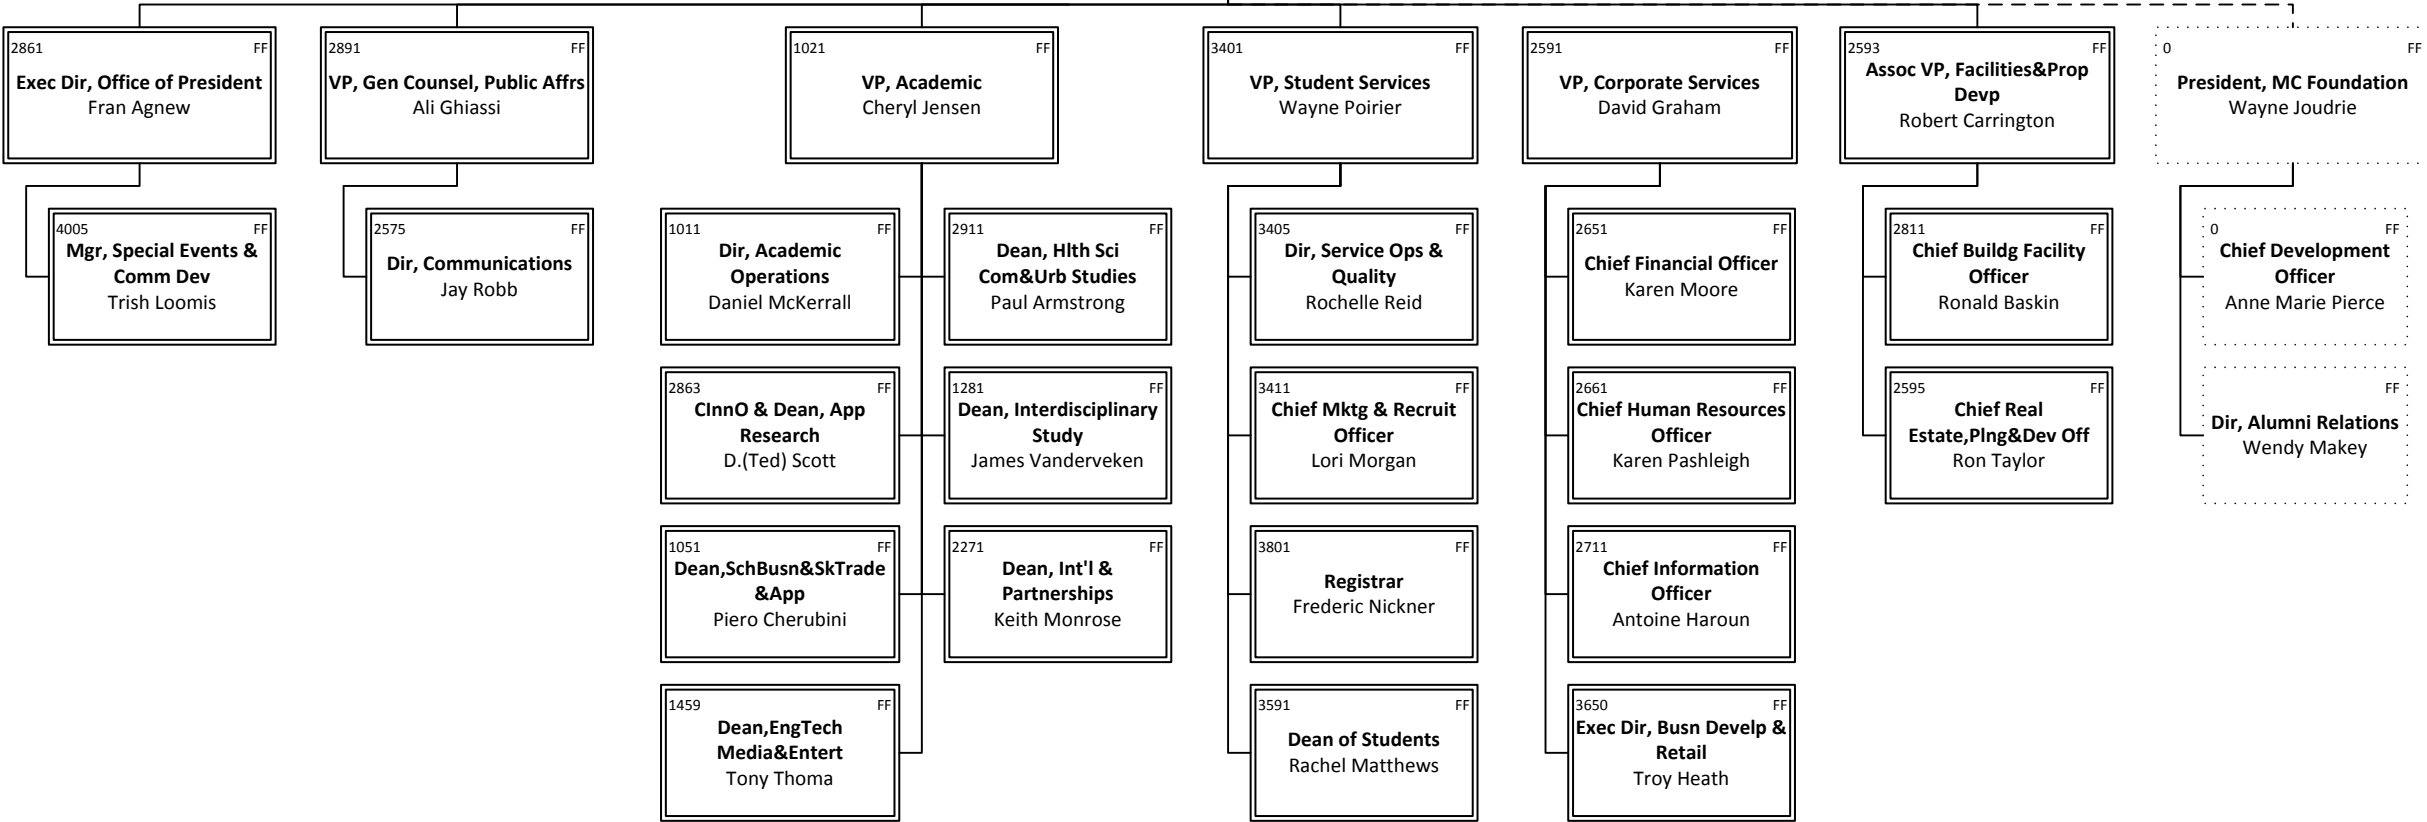 2861 FF
Exec Dir, Office of President
Fran Agnew
2891 FF
VP, Gen Counsel, Public Affrs
Ali Ghiassi
1021 FF
VP, Academic
Cheryl Jensen
3401 FF
VP, Student Services
Wayne Poirier
2591 FF
VP, Corporate Services
David Graham
2593 FF
Assoc VP, Facilities&Prop
Devp
Robert Carrington
0 FF
President, MC Foundation
Wayne Joudrie
4005 FF
Mgr, Special Events &
Comm Dev
Trish Loomis
2575 FF
Dir, Communications
Jay Robb
1011 FF
Dir, Academic
Operations
Daniel McKerrall
2911 FF
Dean, Hlth Sci
Com&Urb Studies
Paul Armstrong
3405 FF
Dir, Service Ops &
Quality
Rochelle Reid
2651 FF
Chief Financial Officer
Karen Moore
2811 FF
Chief Buildg Facility
Officer
Ronald Baskin
0 FF
Chief Development
Officer
Anne Marie Pierce
2863 FF
CInnO & Dean, App
Research
D.(Ted) Scott
1281 FF
Dean, Interdisciplinary
Study
James Vanderveken
3411 FF
Chief Mktg & Recruit
Officer
Lori Morgan
2661 FF
Chief Human Resources
Officer
Karen Pashleigh
2595 FF
Chief Real
Estate,Plng&Dev Off
Ron Taylor
FF
Dir, Alumni Relations
Wendy Makey
1051 FF
Dean,SchBusn&SkTrade
&App
Piero Cherubini
2271 FF
Dean, Int'l &
Partnerships
Keith Monrose
3801 FF
Registrar
Frederic Nickner
2711 FF
Chief Information
Officer
Antoine Haroun
1459 FF
Dean,EngTech
Media&Entert
Tony Thoma
3591 FF
Dean of Students
Rachel Matthews
3650 FF
Exec Dir, Busn Develp &
Retail
Troy Heath